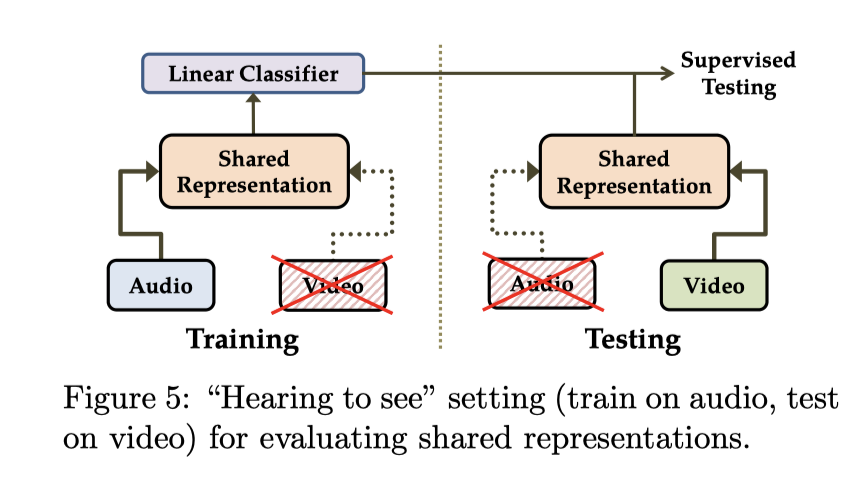 Linear Classifier
Supervised
Testing
Shared
Representation
Shared
Representation
Audio
Video
Audio
Video
Training
Testing
Figure 5: “Hearing to see” setting (train on audio, test
on video) for evaluating shared representations.